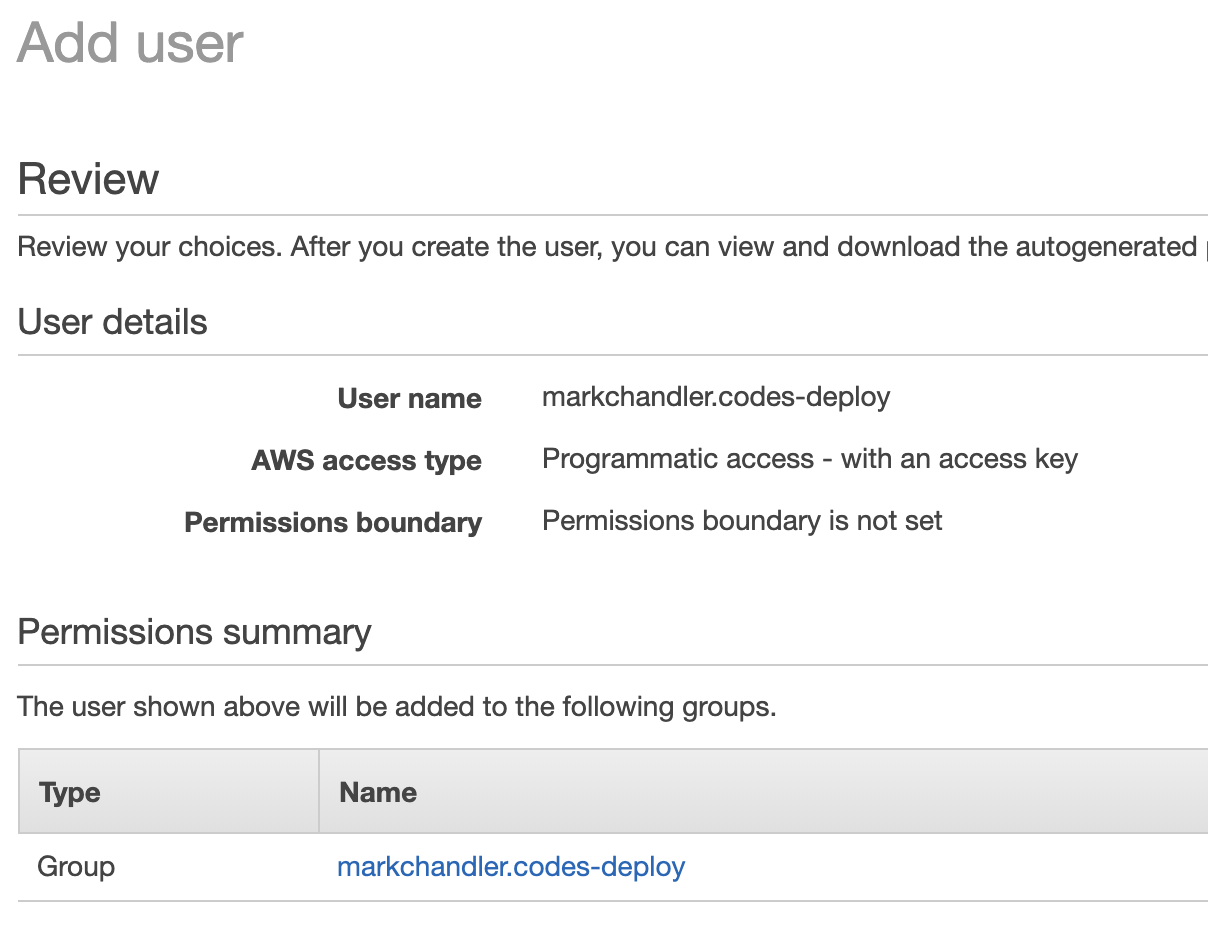 Add user
Review
Review your choices. After you create the user, you can view and download the autogenerated
User details
User name markchandler.codes-deploy
AWS access type Programmatic access - with an access key
Permissions boundary Permissions boundary is not set
Permissions summary
The user shown above will be added to the following groups.
Type Name
Group markchandler.codes-deploy